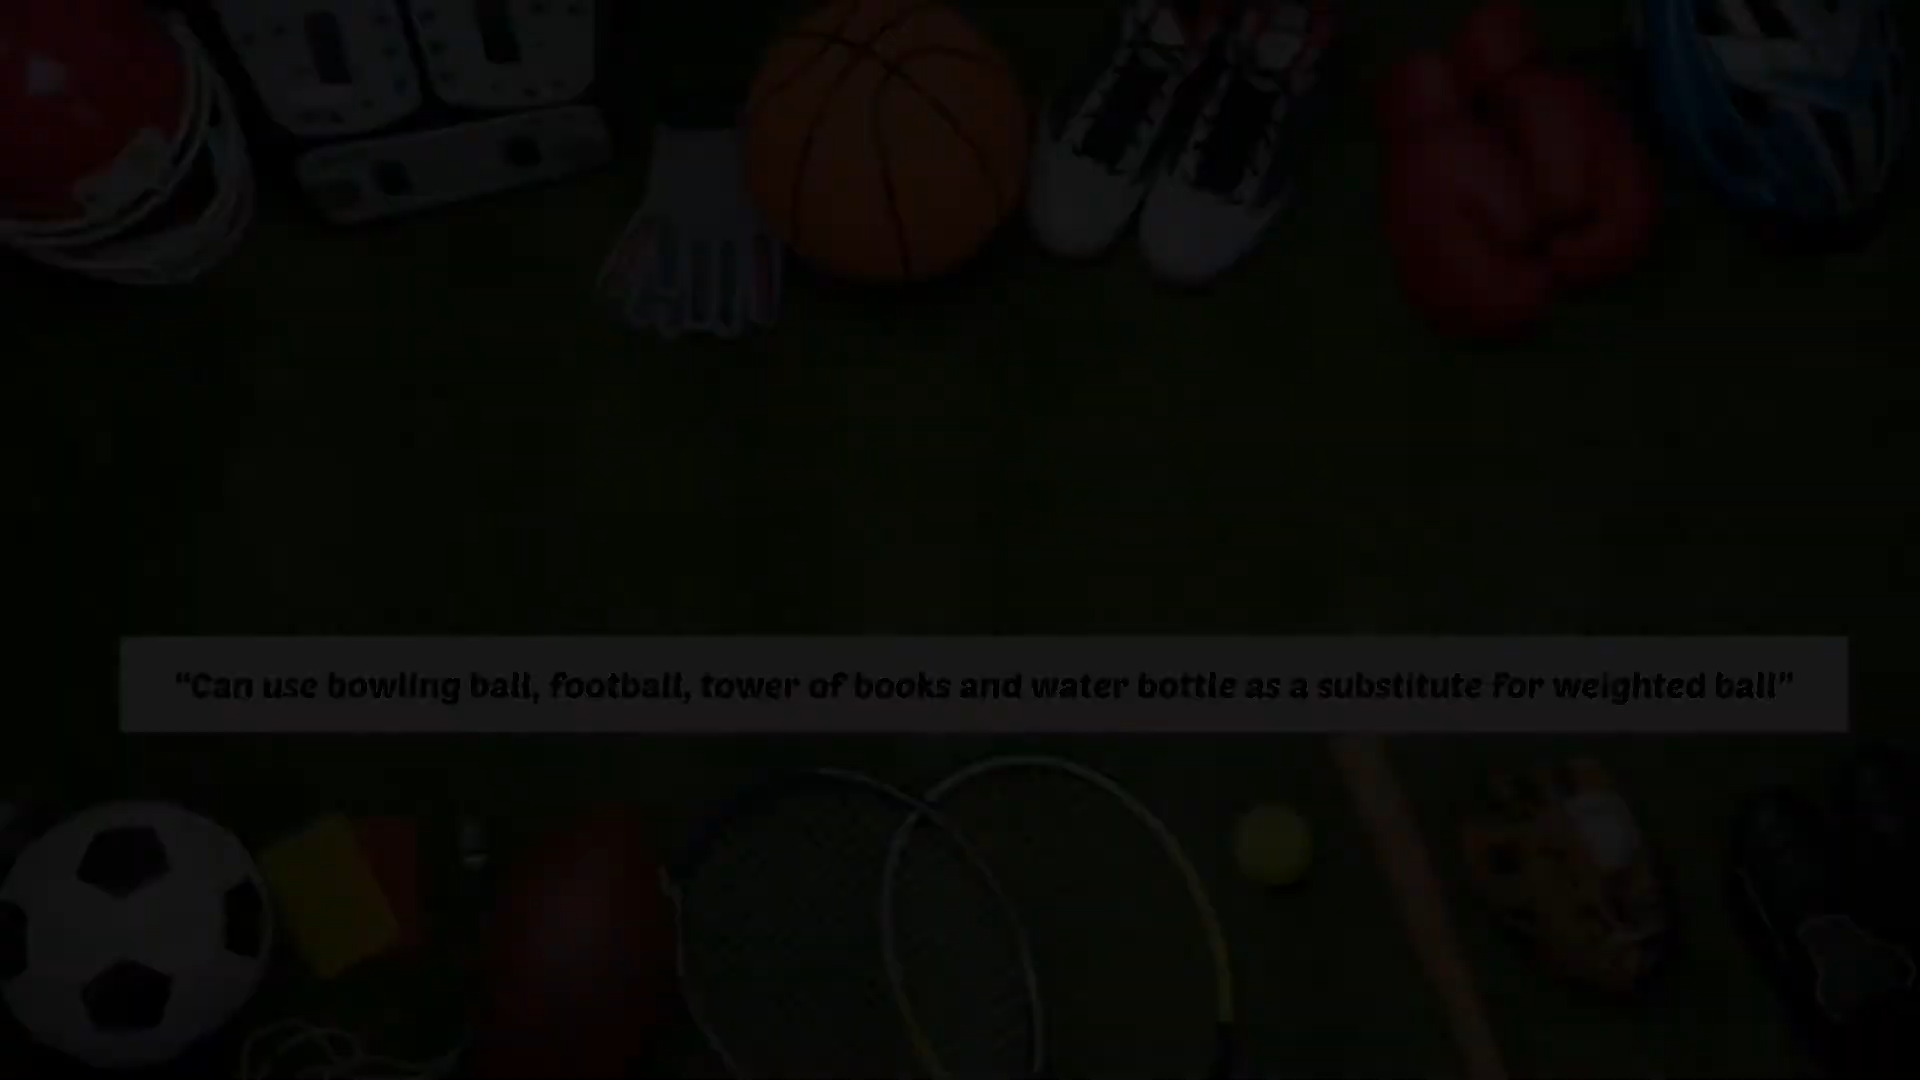 “Can use bowling ball, football, tower of books and water bottle as a substitute for weighted ball”